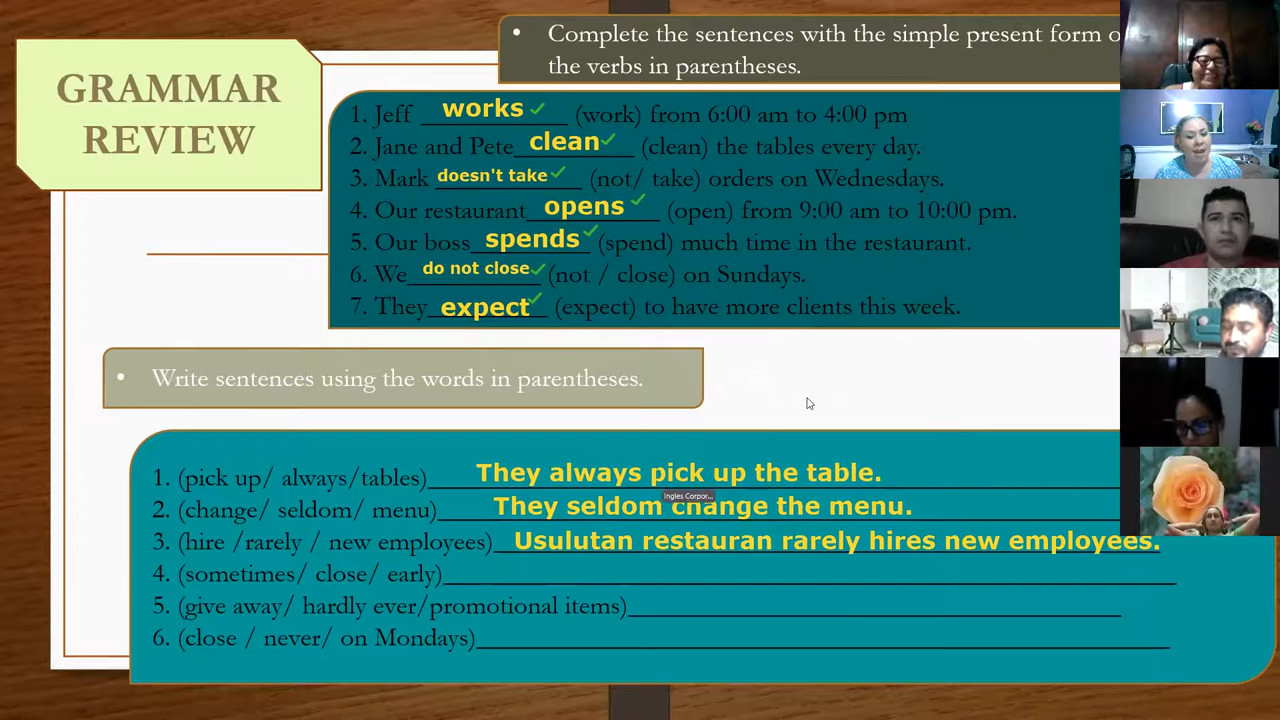 GRAMMAR
REVIEW
• Complete the sentences with the simple present form o
the verbs in parentheses.
1. Jeff works ✓ (work) from 6:00 am to 4:00 pm
2. Jane and Pete clean ✓ (clean) the tables every day.
3. Mark doesn't take ✓ (not/ take) orders on Wednesdays.
4. Our restaurant opens ✓ (open) from 9:00 am to 10:00 pm.
5. Our boss spends ✓ (spend) much time in the restaurant.
6. We do not close ✓ (not / close) on Sundays.
7. They expect ✓ (expect) to have more clients this week.
• Write sentences using the words in parentheses.
1. (pick up/ always/tables) They always pick up the table.
Ingles Corpor...
2. (change/ seldom/ menu) They seldom change the menu.
3. (hire /rarely / new employees) Usulutan restauran rarely hires new employees.
4. (sometimes/ close/ early)
5. (give away/ hardly ever/promotional items)
6. (close / never/ on Mondays)